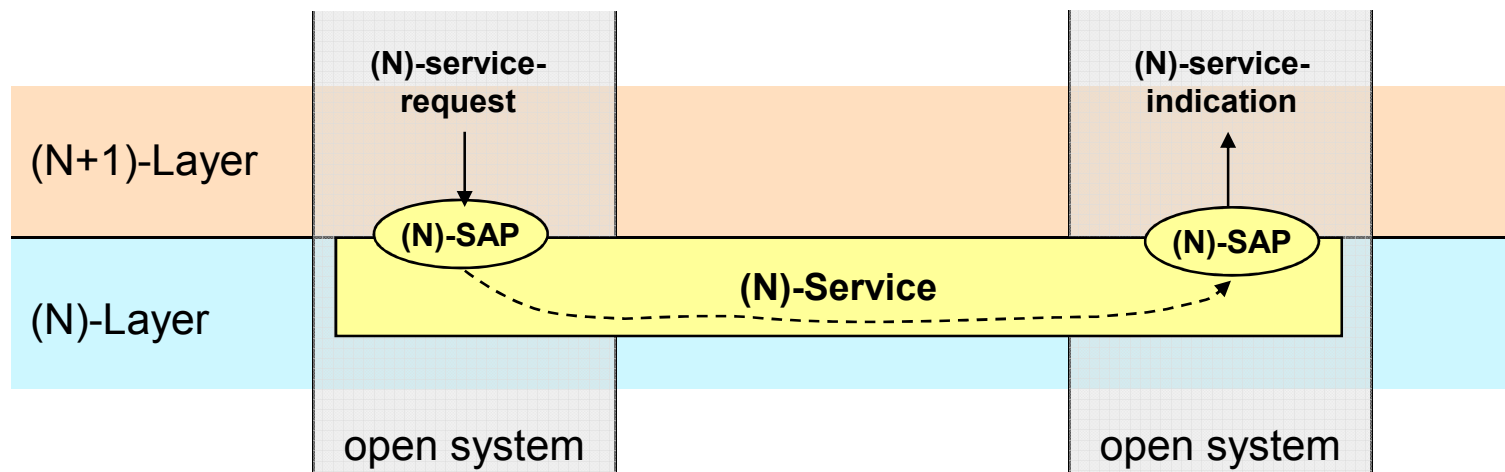 (N)-service-
request
(N)-service-
indication
(N+1)-Layer
(N)-SAP
(N)-SAP
(N)-Service
(N)-Layer
open system
open system